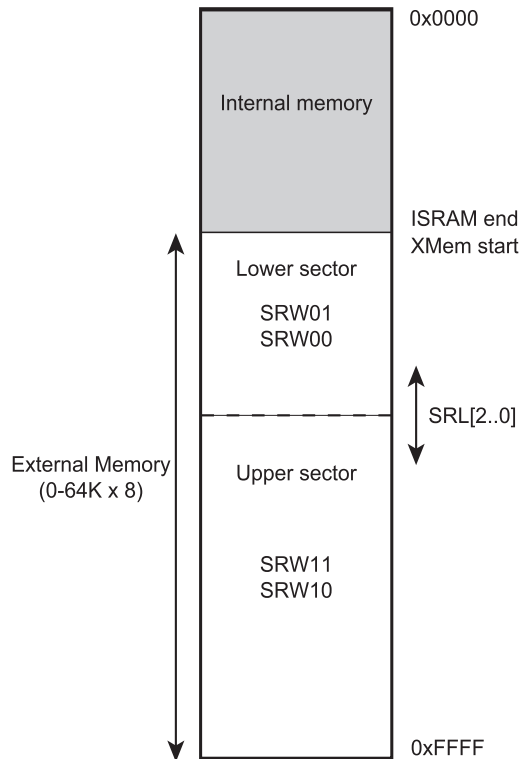 0x0000
Internal memory
ISRAM end
XMem start
Lower sector
SRW01
SRW00
SRL[2..0]
External Memory
(0-64K x 8)
Upper sector
SRW11
SRW10
0xFFFF